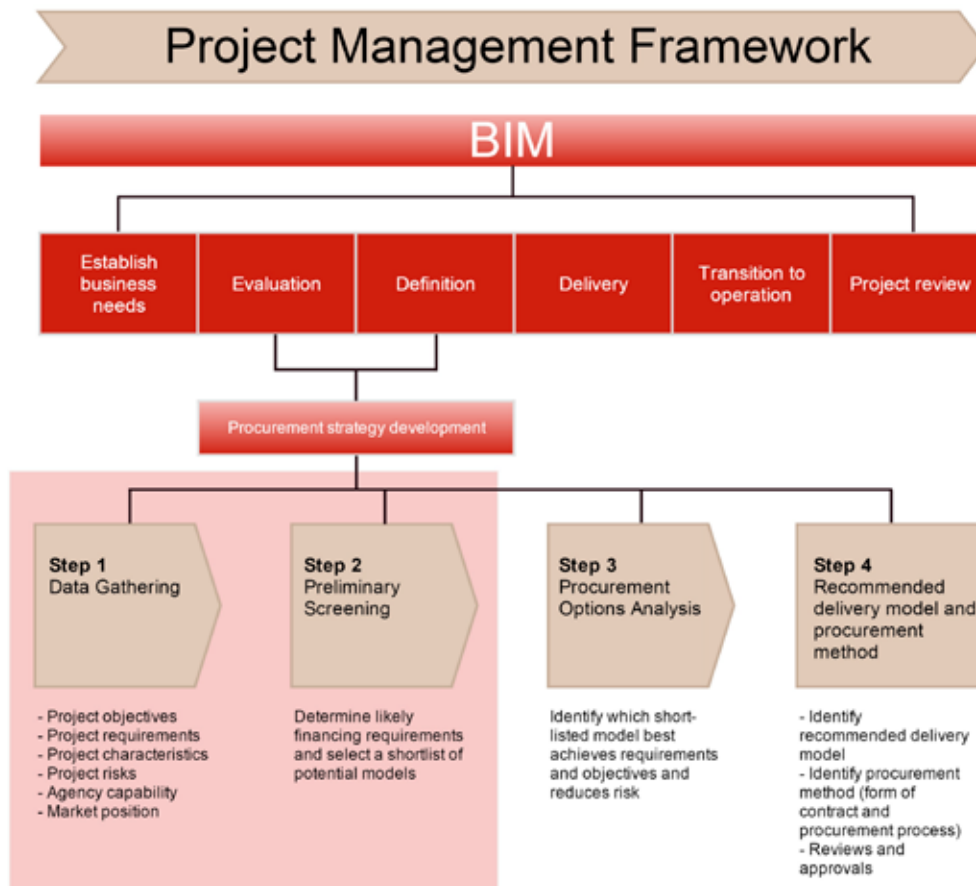 Project Management Framework
BIM
Establish
business
needs
Evaluation
Definition
Delivery
Transition to
operation
Project review
Procurement strategy development
Step 1
Data Gathering
- Project objectives
- Project requirements
- Project characteristics
- Project risks
- Agency capability
- Market position
Step 2
Preliminary
Screening
Determine likely
financing requirements
and select a shortlist of
potential models
Step 3
Procurement
Options Analysis
Identify which short-
listed model best
achieves requirements
and objectives and
reduces risk
Step 4
Recommended
delivery model and
procurement
method
- Identify
recommended delivery
model
- Identify procurement
method (form of
contract and
procurement process)
- Reviews and
approvals